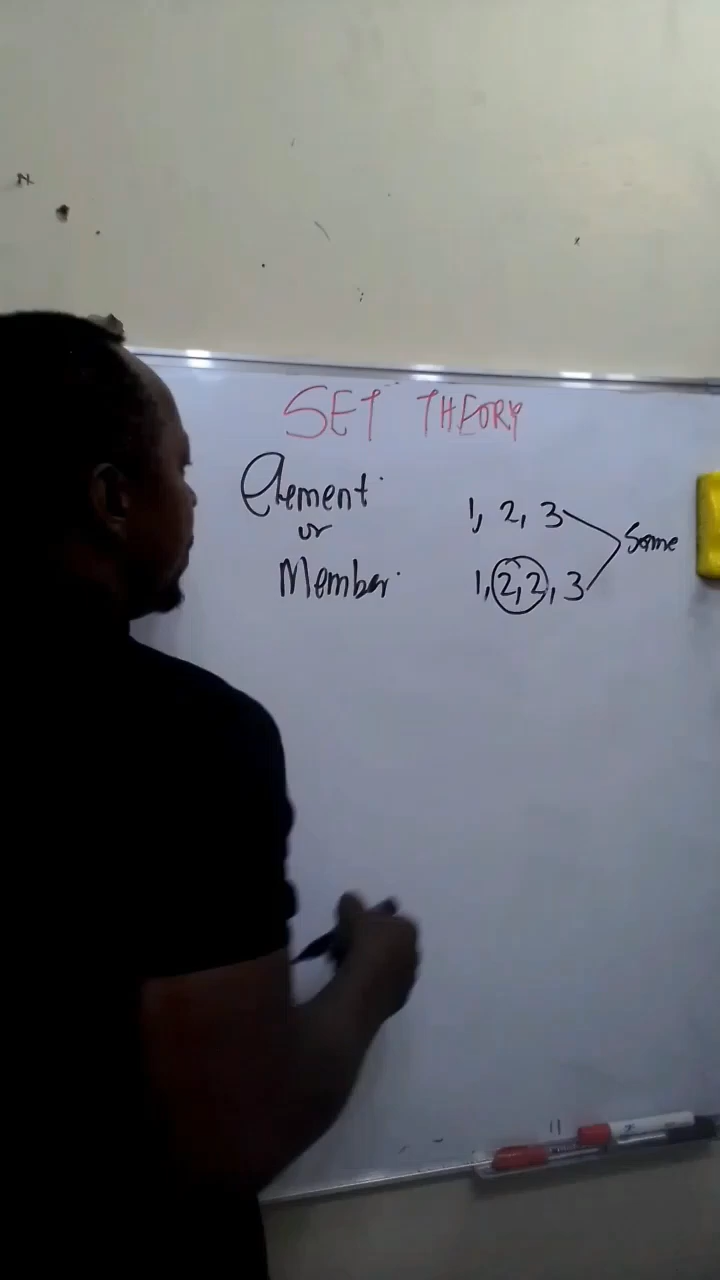 SET THEORY
Element
or
Member
1, 2, 3
1, 2, 2, 3
Same